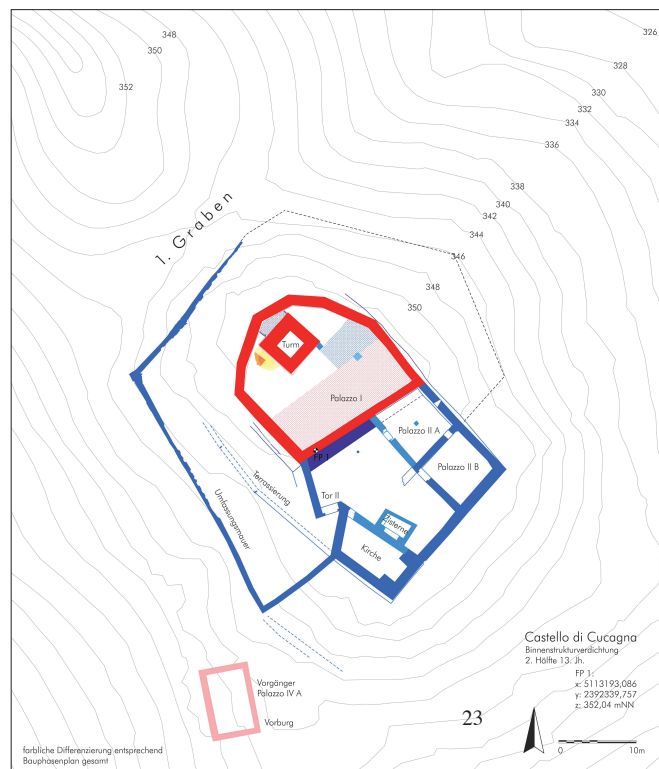 348
350
352
326
328
330
332
334
336
338
340
342
344
346
348
350
1. Graben
Turm
Palazzo I
FP 1
Palazzo II A
Palazzo II B
Terrassierung
Tor II
Umfassungsmauer
Zisterne
Kirche
Vorgänger
Palazzo IV A
Vorburg
Castello di Cucagna
Binnenstrukturverdichtung
2. Hälfte 13. Jh.
FP 1:
x: 5113193,086
y: 2392339,757
z: 352,04 mNN
23
0
10m
farbliche Differenzierung entsprechend
Bauphasenplan gesamt